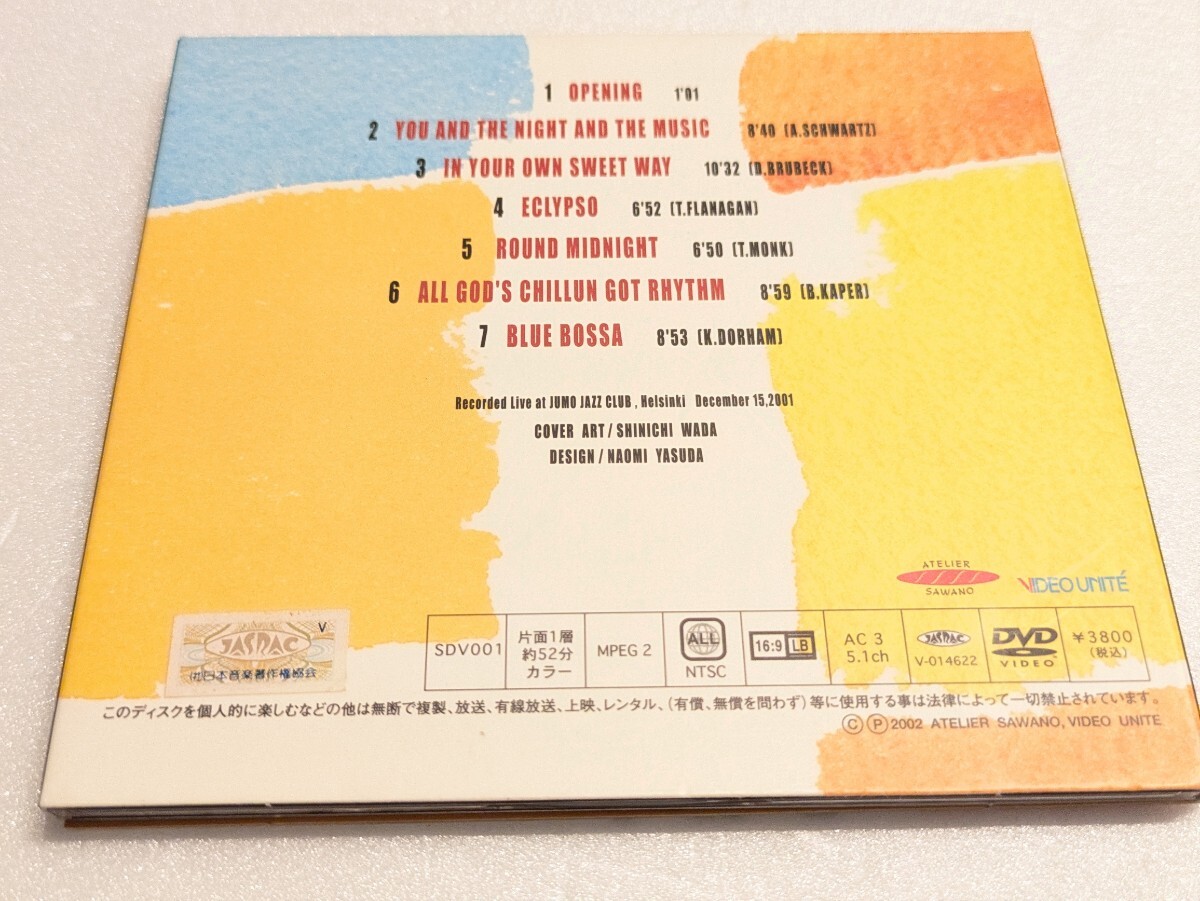 1 OPENING 1'01
2 YOU AND THE NIGHT AND THE MUSIC 8'40 (A.SCHWARTZ)
3 IN YOUR OWN SWEET WAY 10'32 (D.BRUBECK)
4 ECLYPSO 6'52 (T.FLANAGAN)
5 ROUND MIDNIGHT 6'50 (T.MONK)
6 ALL GOD'S CHILLUN GOT RHYTHM 8'59 (B.KAPER)
7 BLUE BOSSA 8'53 (K.DORHAM)
Recorded Live at JUMO JAZZ CLUB , Helsinki December 15,2001
COVER ART / SHINICHI WADA
DESIGN / NAOMI YASUDA
ATELIER
SAWANO
VIDEO UNITÉ
V
JASRAC
(社)日本音楽著作権協会
SDV001
片面1層
約52分
カラー
MPEG 2
ALL
NTSC
16:9 LB
AC 3
5.1ch
JASRAC
V-014622
DVD
VIDEO
¥3800
(税込)
このディスクを個人的に楽しむなどの他は無断で複製、放送、有線放送、上映、レンタル、(有償、無償を問わず)等に使用する事は法律によって一切禁止されています。
Ⓒ Ⓟ 2002 ATELIER SAWANO, VIDEO UNITE